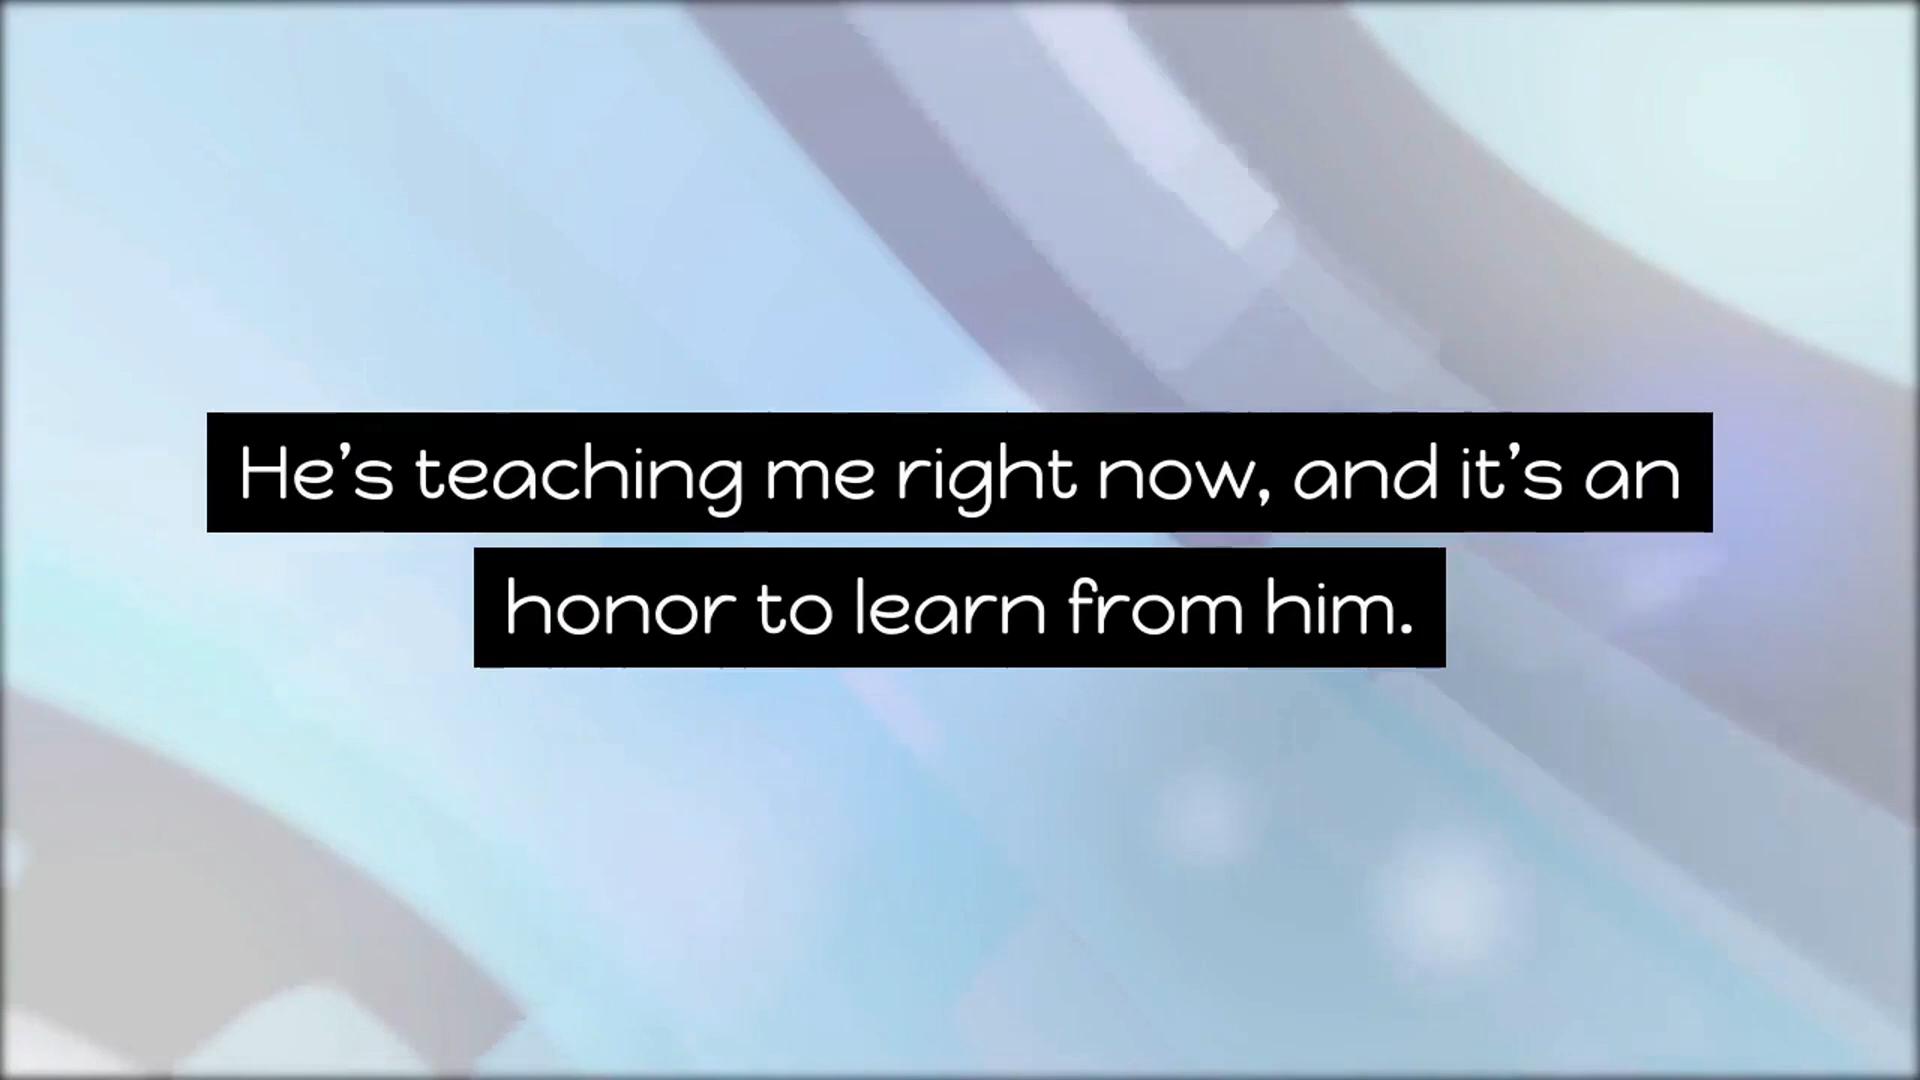 He’s teaching me right now, and it’s an
honor to learn from him.